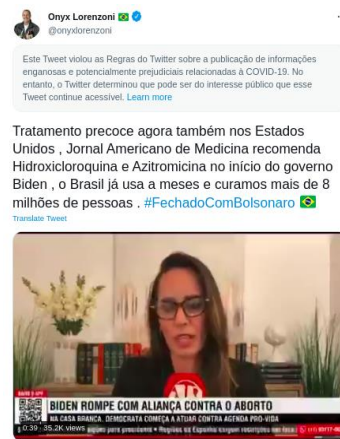 Onyx Lorenzoni
@onyxlorenzoni
Este Tweet violou as Regras do Twitter sobre a publicação de informações
enganosas e potencialmente prejudiciais relacionadas à COVID-19. No
entanto, o Twitter determinou que pode ser do interesse público que esse
Tweet continue acessível. Learn more
Tratamento precoce agora também nos Estados
Unidos , Jornal Americano de Medicina recomenda
Hidroxicloroquina e Azitromicina no início do governo
Biden , o Brasil já usa a meses e curamos mais de 8
milhões de pessoas . #FechadoComBolsonaro
Translate Tweet
BIDEN ROMPE COM ALIANÇA CONTRA O ABORTO
NA CASA BRANCA, DEMOCRATA COMEÇA A ATUAR CONTRA AGENDA PRÓ-VIDA
0:39 35.2K views